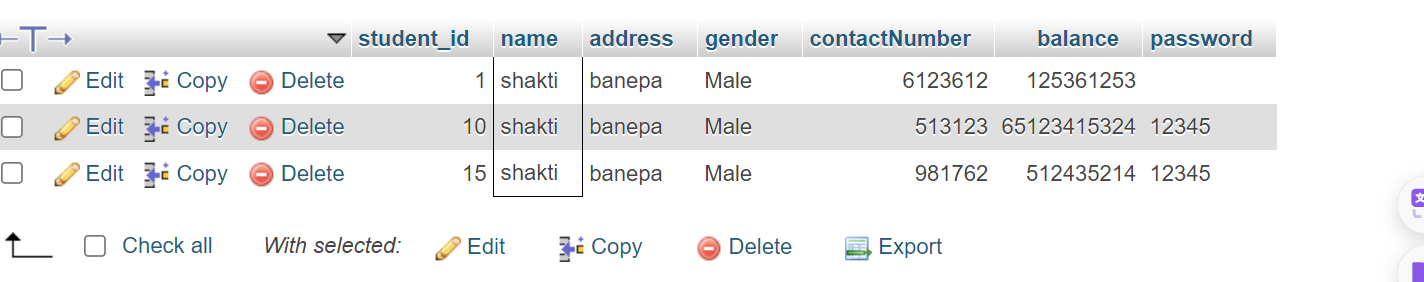 student_id name address gender contactNumber balance password
Edit Copy Delete 1 shakti banepa Male 6123612 125361253
Edit Copy Delete 10 shakti banepa Male 513123 65123415324 12345
Edit Copy Delete 15 shakti banepa Male 981762 512435214 12345
Check all With selected: Edit Copy Delete Export